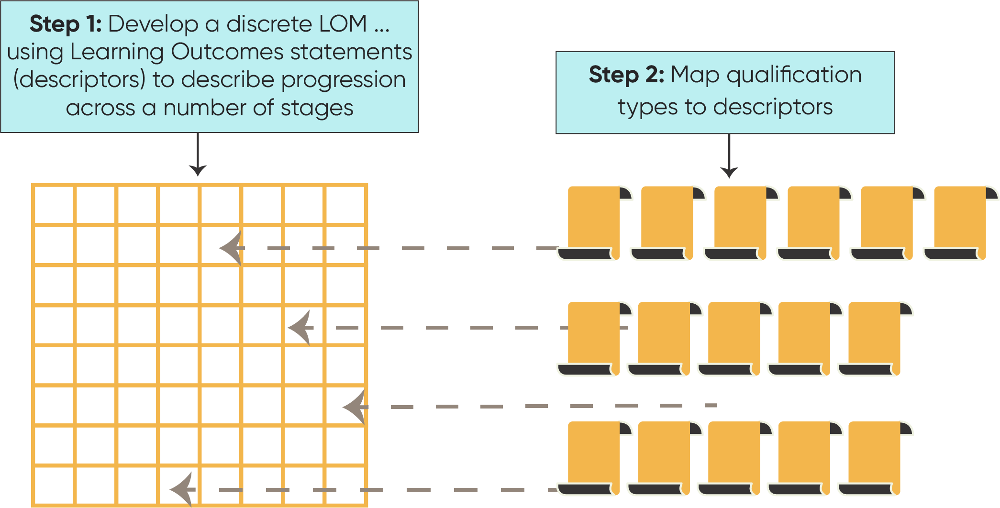 Step 1: Develop a discrete LOM ...
using Learning Outcomes statements
(descriptors) to describe progression
across a number of stages
Step 2: Map qualification
types to descriptors